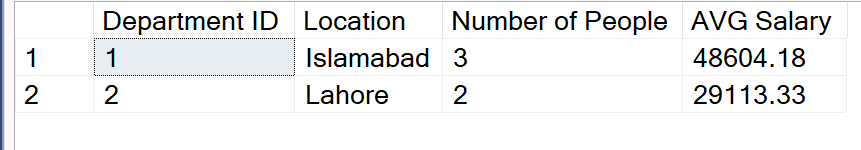 Department ID Location Number of People AVG Salary
1 1 Islamabad 3 48604.18
2 2 Lahore 2 29113.33